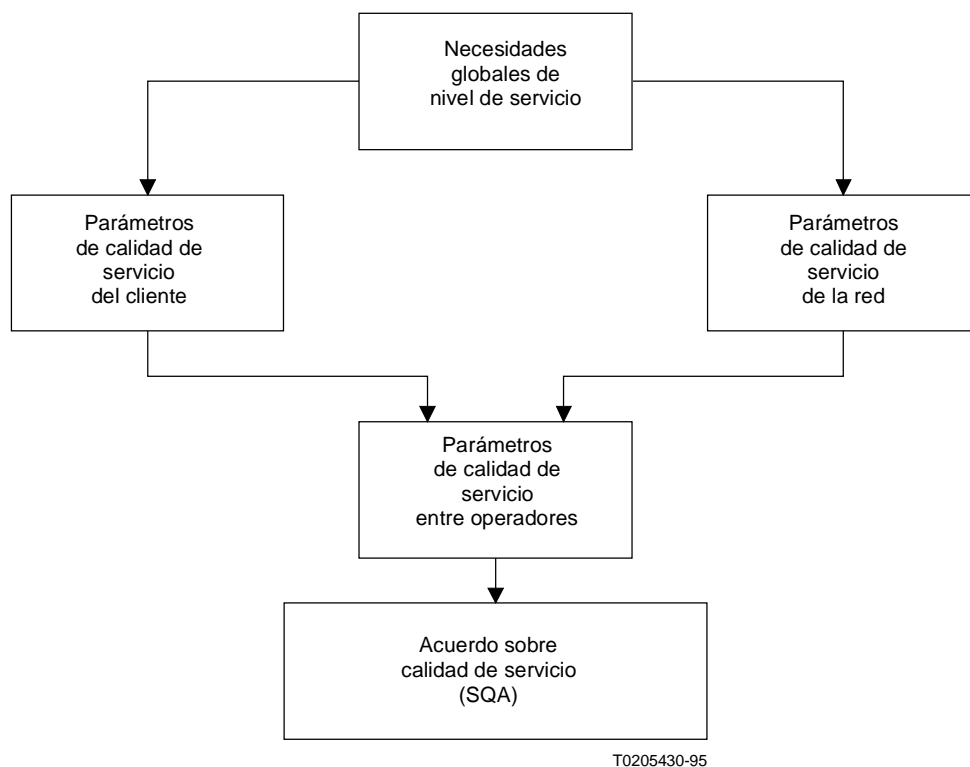 Necesidades
globales de
nivel de servicio
Parámetros
de calidad de
servicio
del cliente
Parámetros
de calidad de
servicio
de la red
Parámetros
de calidad de
servicio
entre operadores
Acuerdo sobre
calidad de servicio
(SQA)
T0205430-95